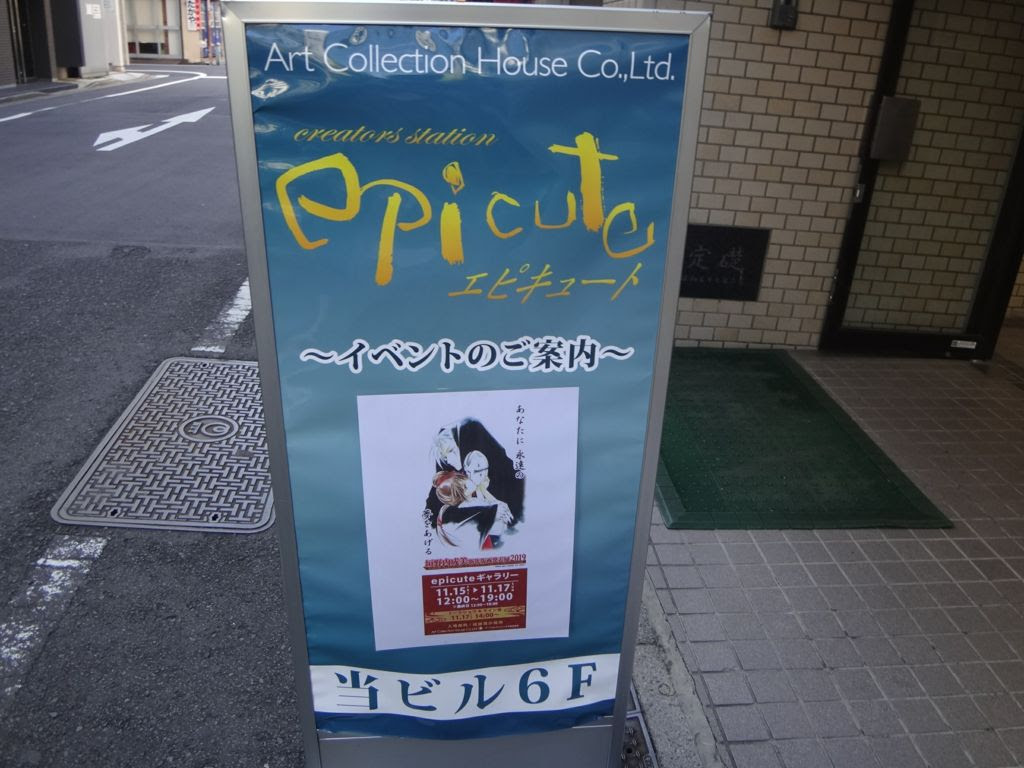 Art Collection House Co.,Ltd.
creators station
epicute
エピキュート
～イベントのご案内～
あなたに 永遠の
愛をあげる
2019
epicuteギャラリー
11.15 ▶ 11.17
12:00～19:00
当ビル6F
定礎